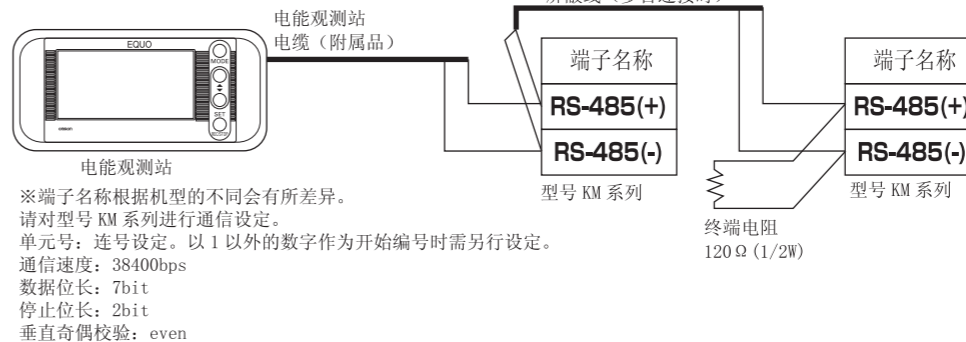 电能观测站
电缆（附属品）
EQUO
MODE
SET
omron
电能观测站
端子名称
RS-485(+)
RS-485(-)
型号 KM 系列
端子名称
RS-485(+)
RS-485(-)
型号 KM 系列
终端电阻
120Ω(1/2W)
※端子名称根据机型的不同会有所差异。
请对型号 KM 系列进行通信设定。
单元号：连号设定。以 1 以外的数字作为开始编号时需另行设定。
通信速度：38400bps
数据位长：7bit
停止位长：2bit
垂直奇偶校验：even